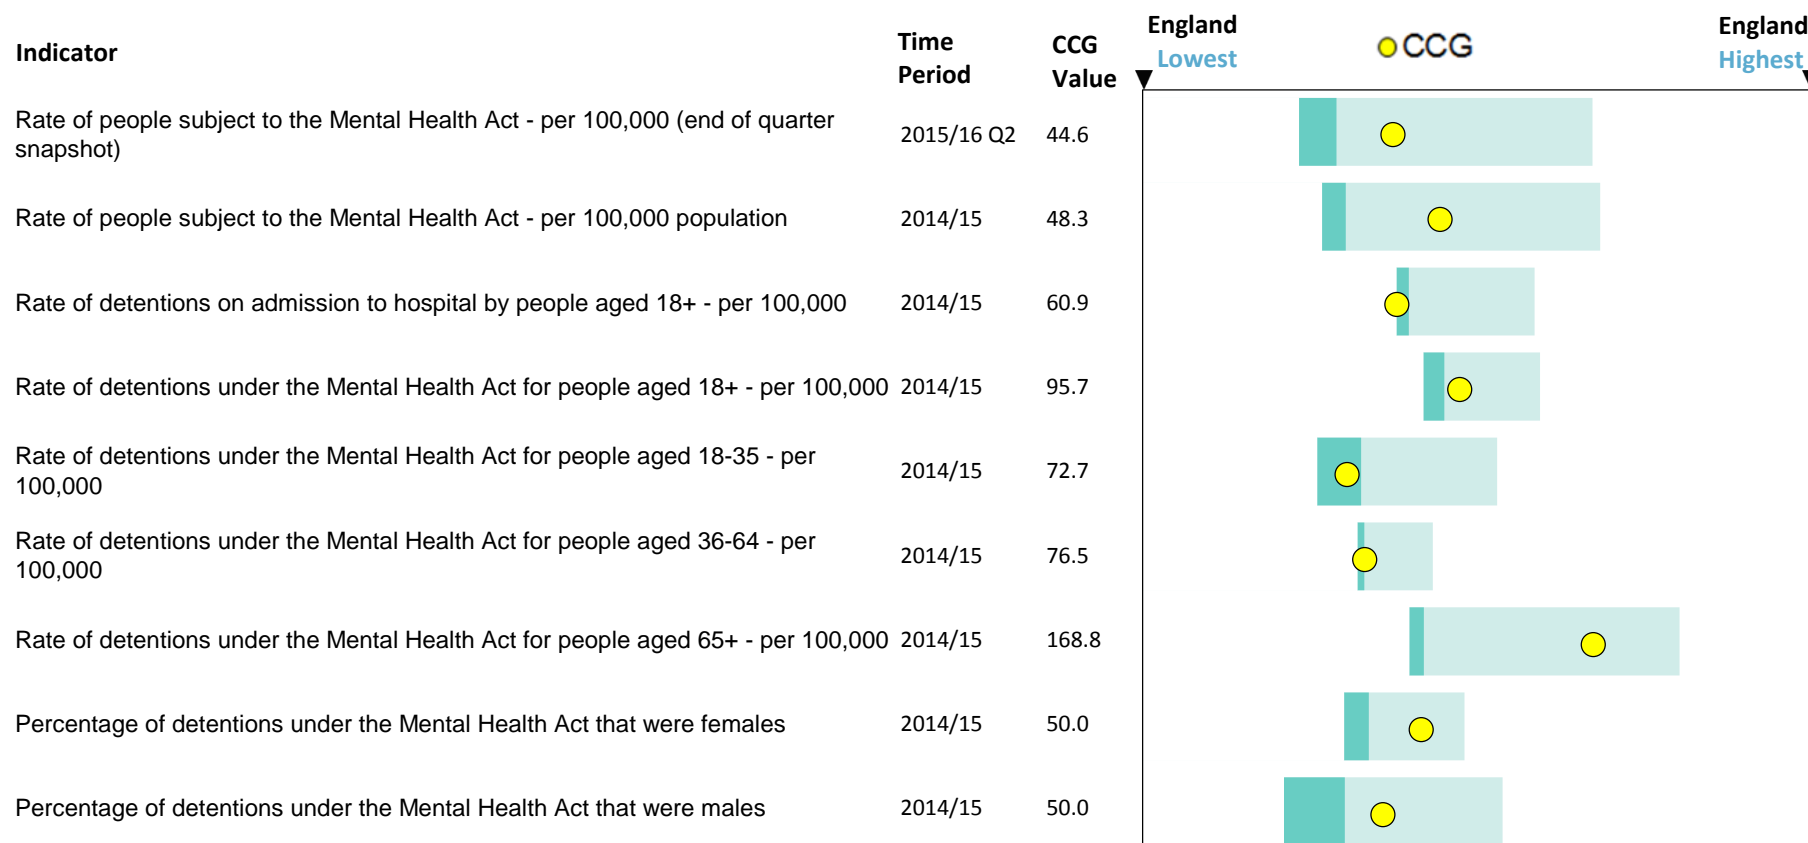 Indicator
Time
Period
CCG
Value
England
Lowest
CCG
England
Highest
Rate of people subject to the Mental Health Act - per 100,000 (end of quarter
snapshot)
2015/16 Q2
44.6
Rate of people subject to the Mental Health Act - per 100,000 population
2014/15
48.3
Rate of detentions on admission to hospital by people aged 18+ - per 100,000
2014/15
60.9
Rate of detentions under the Mental Health Act for people aged 18+ - per 100,000
2014/15
95.7
Rate of detentions under the Mental Health Act for people aged 18-35 - per
100,000
2014/15
72.7
Rate of detentions under the Mental Health Act for people aged 36-64 - per
100,000
2014/15
76.5
Rate of detentions under the Mental Health Act for people aged 65+ - per 100,000
2014/15
168.8
Percentage of detentions under the Mental Health Act that were females
2014/15
50.0
Percentage of detentions under the Mental Health Act that were males
2014/15
50.0